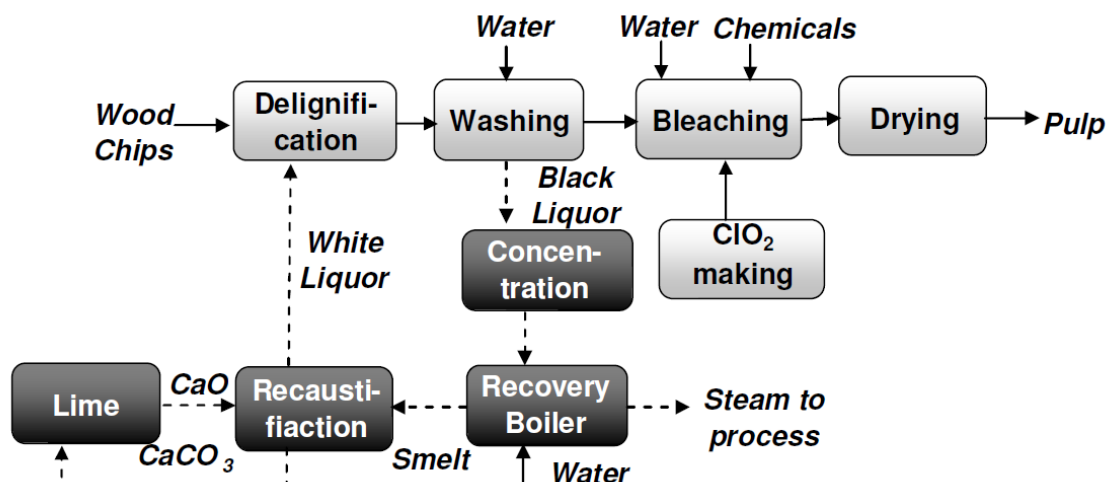 Water
Water
Chemicals
Wood
Chips
Delignifi-
cation
Washing
Bleaching
Drying
Pulp
Black
Liquor
White
Liquor
Concen-
tration
ClO₂
making
Lime
CaO
Recausti-
fiaction
Recovery
Boiler
Steam to
process
CaCO₃
Smelt
Water